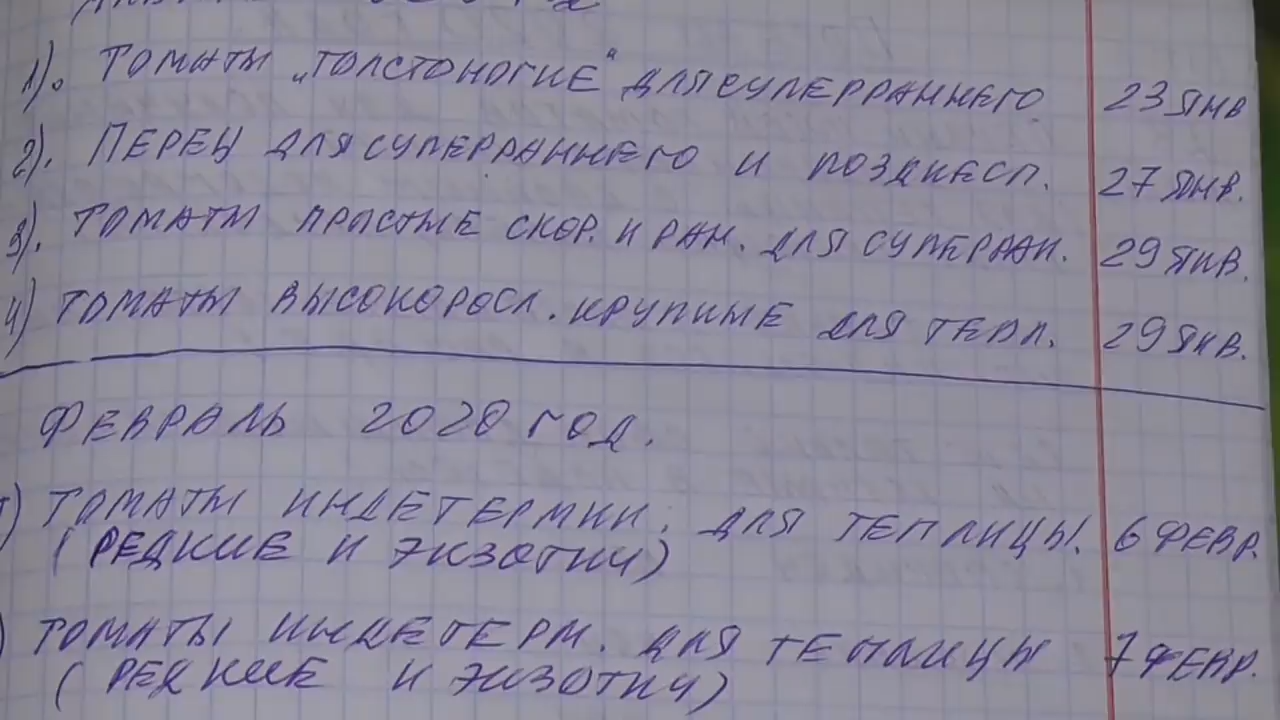 1). ТОМАТЫ „ТОЛСТОНОГИЕ" ДЛЯ СУПЕРРАННЕГО 23 ЯНВ
2). ПЕРЕЦ ДЛЯ СУПЕРРАННЕГО И ПОЗДНЕСП. 27 ЯНВ.
3). ТОМАТЫ ПРОСТЫЕ СКОР. И РАН. ДЛЯ СУПЕРРАН. 29 ЯНВ.
4) ТОМАТЫ ВЫСОКОРОСЛ. КРУПНЫЕ ДЛЯ ТЕПЛ. 29 ЯНВ.
ФЕВРАЛЬ 2020 ГОД.
ТОМАТЫ ИНДЕТЕРМИН. ДЛЯ ТЕПЛИЦЫ. 6 ФЕВР.
(РЕДКИЕ И ЭКЗОТИЧ)
ТОМАТЫ ИНДЕТЕРМ. ДЛЯ ТЕПЛИЦЫ 7 ФЕВР.
(РЕДКИЕ И ЭКЗОТИЧ)